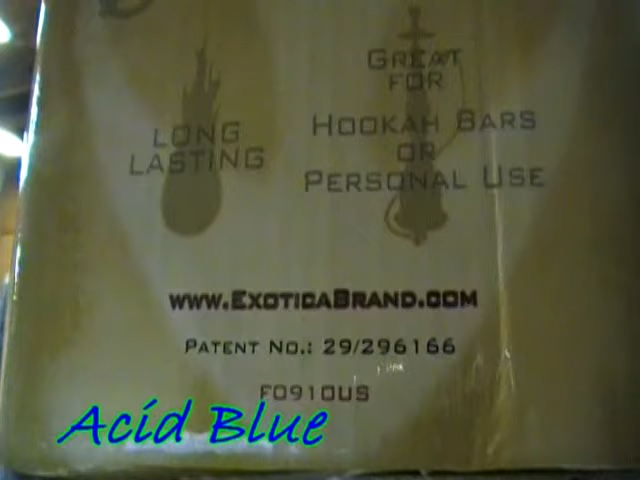 LONG
LASTING
GREAT
FOR
HOOKAH BARS
OR
PERSONAL USE
WWW.EXOTICABRAND.COM
PATENT NO.: 29/296166
F0910US
Acid Blue